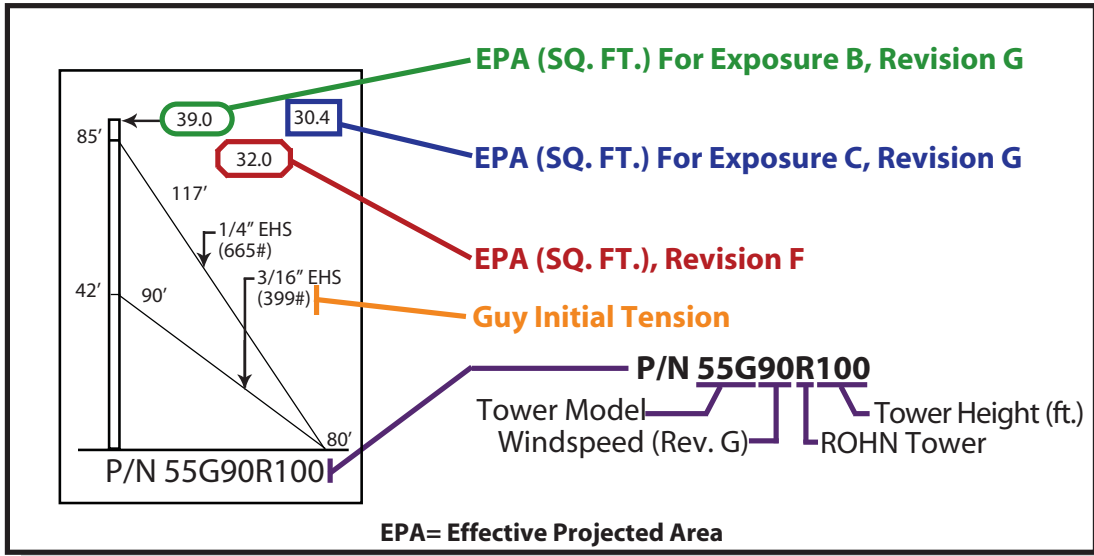 EPA (SQ. FT.) For Exposure B, Revision G
39.0
30.4
85′
32.0
EPA (SQ. FT.) For Exposure C, Revision G
117′
1/4” EHS
(665#)
EPA (SQ. FT.), Revision F
3/16” EHS
(399#)
42′
90′
Guy Initial Tension
P/N 55G90R100
Tower Model
Tower Height (ft.)
Windspeed (Rev. G)
ROHN Tower
80′
P/N 55G90R100
EPA= Effective Projected Area